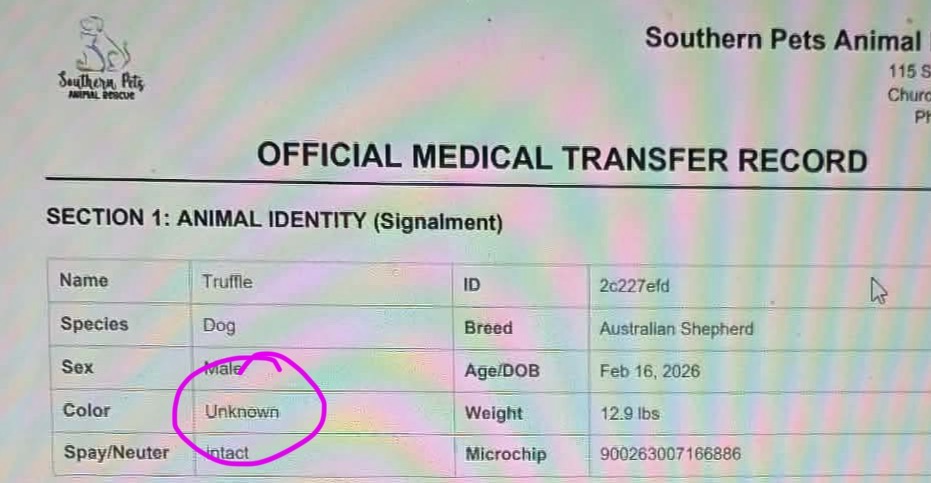 Southern Pets
ANIMAL RESCUE
Southern Pets Animal
115 S
Churc
Ph
OFFICIAL MEDICAL TRANSFER RECORD
SECTION 1: ANIMAL IDENTITY (Signalment)
Name Truffle ID 2c227efd
Species Dog Breed Australian Shepherd
Sex Male Age/DOB Feb 16, 2026
Color Unknown Weight 12.9 lbs
Spay/Neuter Intact Microchip 900263007166886